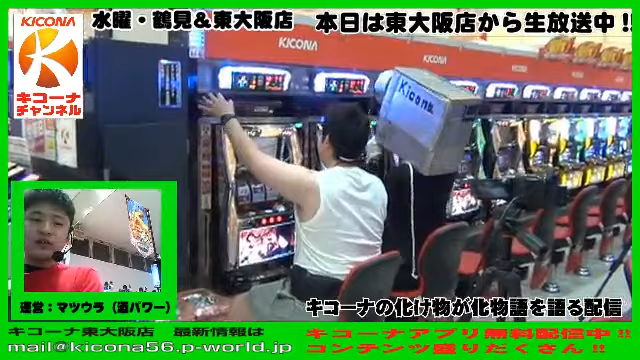 KICONA
キコーナ
チャンネル
水曜・鶴見&東大阪店
本日は東大阪店から生放送中!!
KICONA
KICONA
Kicona
運営:マツウラ(酒パワー)
キコーナの化け物が化物語を語る配信
キコーナ東大阪店 最新情報は
mail@kicona56.p-world.jp
キコーナアプリ無料配信中!!
コンテンツ盛りだくさん!!